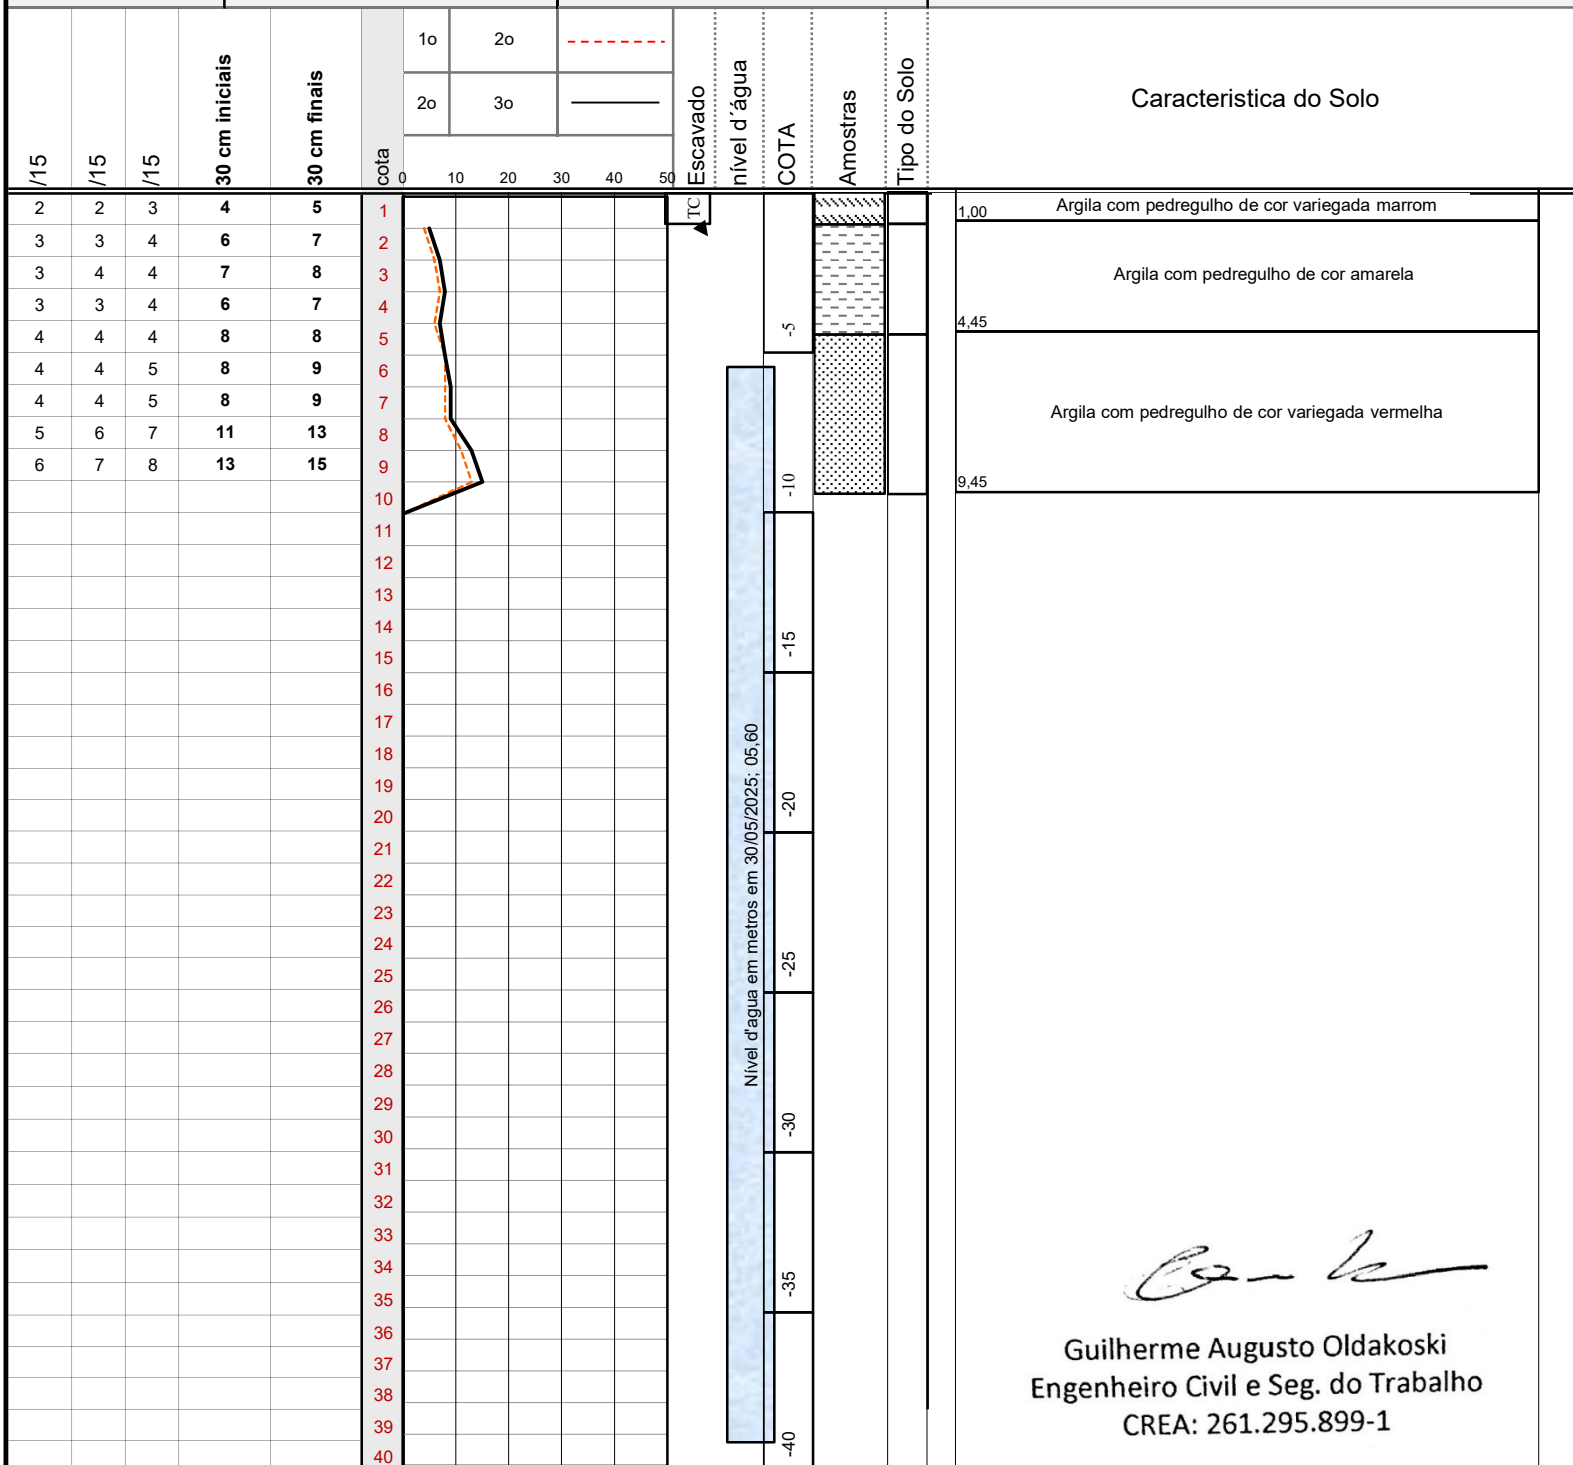 /15 /15 /15 30 cm iniciais 30 cm finais cota
1o 2o
2o 3o
0 10 20 30 40 50
Escavado nível d´água COTA Amostras Tipo do Solo Caracteristica do Solo
2 2 3 4 5 1 TC 1,00 Argila com pedregulho de cor variegada marrom
3 3 4 6 7 2
3 4 4 7 8 3 Argila com pedregulho de cor amarela
3 3 4 6 7 4 4,45
4 4 4 8 8 5 -5
4 4 5 8 9 6
4 4 5 8 9 7 Argila com pedregulho de cor variegada vermelha
5 6 7 11 13 8
6 7 8 13 15 9 9,45
10 -10
11
12
13
14
15 -15
16
17
18
19
20 -20
21
22
23
24
25 -25
26
27
28
29
30 -30
31
32
33
34
35 -35
36
37
38
39
40 -40
Nível d'agua em metros em 30/05/2025; 05,60
Guilherme Augusto Oldakoski
Engenheiro Civil e Seg. do Trabalho
CREA: 261.295.899-1